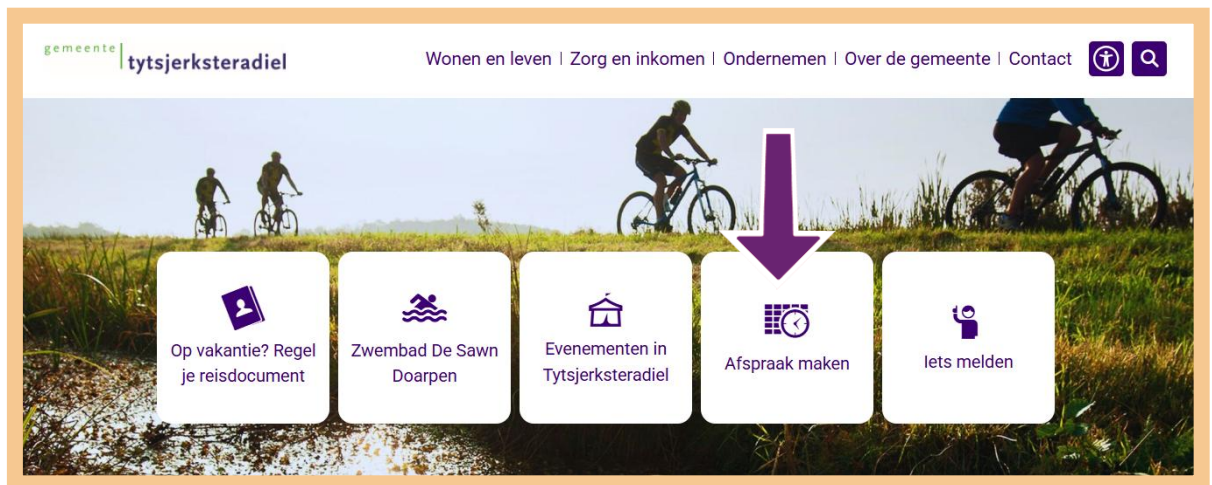 gemeente
tytsjerksteradiel
Wonen en leven | Zorg en inkomen | Ondernemen | Over de gemeente | Contact
Op vakantie? Regel
je reisdocument
Zwembad De Sawn
Doarpen
Evenementen in
Tytsjerksteradiel
Afspraak maken
Iets melden